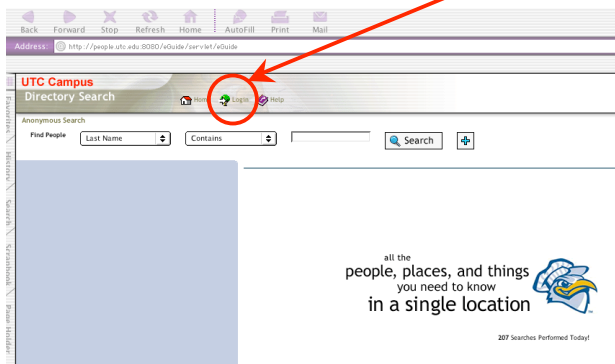 Back Forward Stop Refresh Home AutoFill Print Mail
Address: http://people.utc.edu:8080/eGuide/servlet/eGuide
UTC Campus
Directory Search
Home Login Help
Anonymous Search
Find People Last Name Contains Search
Favorites
History
Search
Scrapbook
Page Holder
all the
people, places, and things
you need to know
in a single location
207 Searches Performed Today!